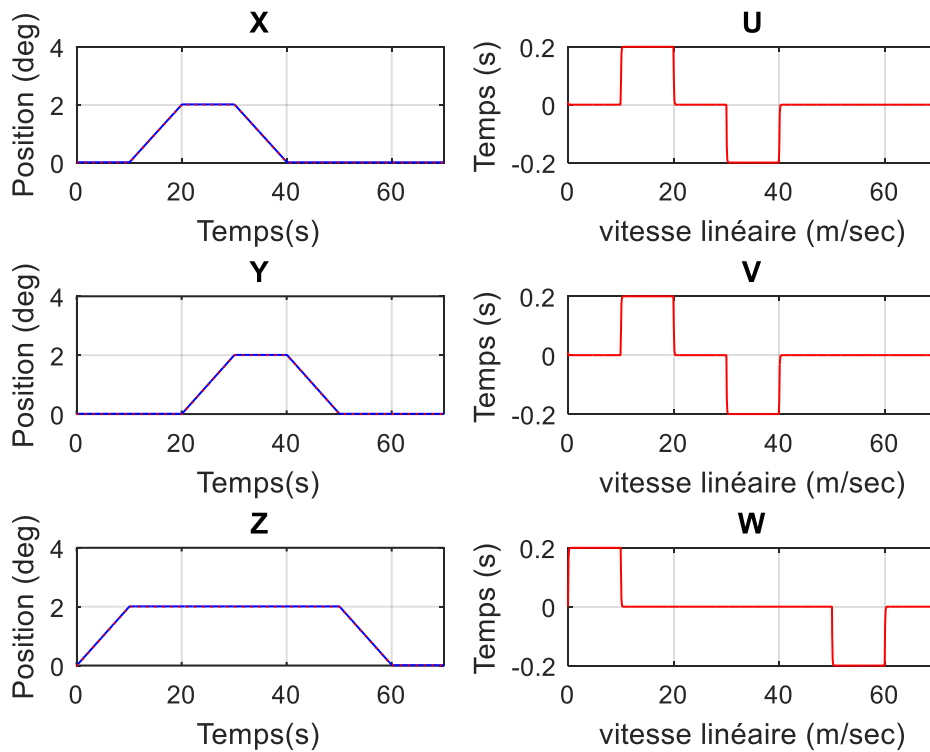 X
Position (deg)
4
2
0
0 20 40 60
Temps(s)
U
Temps (s)
0.2
0
-0.2
0 20 40 60
vitesse linéaire (m/sec)
Y
Position (deg)
4
2
0
0 20 40 60
Temps(s)
V
Temps (s)
0.2
0
-0.2
0 20 40 60
vitesse linéaire (m/sec)
Z
Position (deg)
4
2
0
0 20 40 60
Temps(s)
W
Temps (s)
0.2
0
-0.2
0 20 40 60
vitesse linéaire (m/sec)